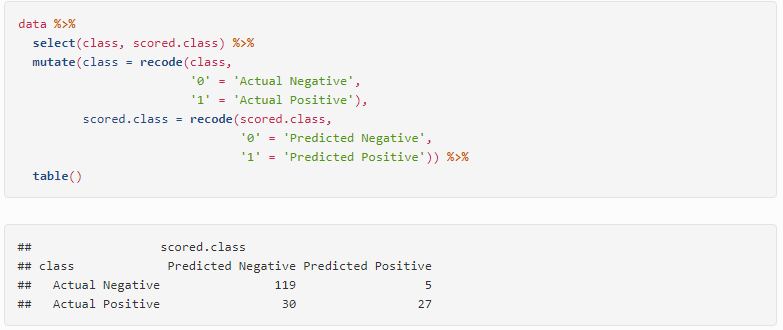 data %>%
  select(class, scored.class) %>%
  mutate(class = recode(class,
                        '0' = 'Actual Negative',
                        '1' = 'Actual Positive'),
         scored.class = recode(scored.class,
                               '0' = 'Predicted Negative',
                               '1' = 'Predicted Positive')) %>%
  table()
##                  scored.class
## class             Predicted Negative Predicted Positive
##   Actual Negative                119                  5
##   Actual Positive                 30                 27